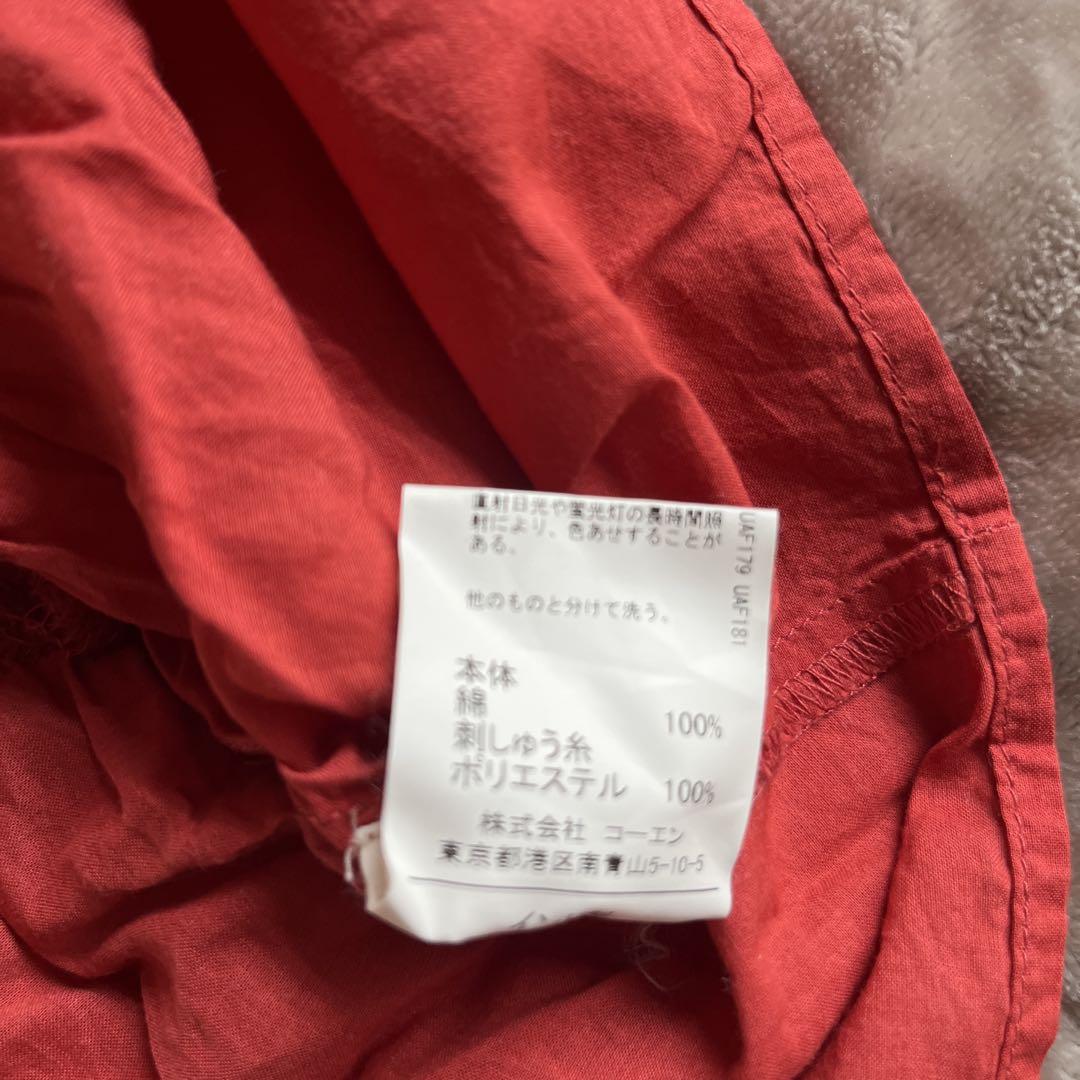 直射日光や蛍光灯の長時間照
射により、色あせすることが
ある。
他のものと分けて洗う。
本体
綿 100%
刺しゅう糸
ポリエステル 100%
株式会社 コーエン
東京都港区南青山5-10-5
UAF179 UAF181